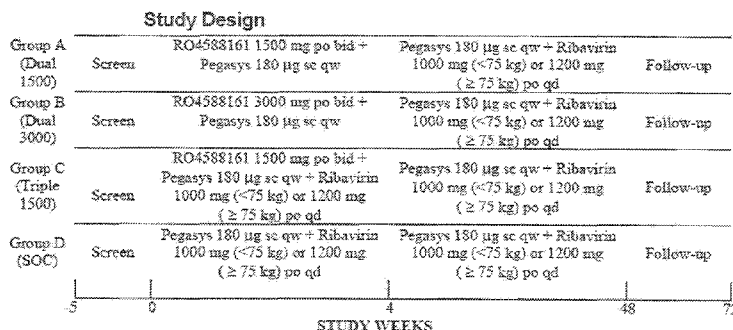 Study Design
Group A
(Dual
1500)
Screen
RO4588161 1500 mg po bid +
Pegasys 180 µg sc qw
Pegasys 180 µg sc qw + Ribavirin
1000 mg (<75 kg) or 1200 mg
(≥ 75 kg) po qd
Follow-up
Group B
(Dual
3000)
Screen
RO4588161 3000 mg po bid +
Pegasys 180 µg sc qw
Pegasys 180 µg sc qw + Ribavirin
1000 mg (<75 kg) or 1200 mg
(≥ 75 kg) po qd
Follow-up
Group C
(Triple
1500)
Screen
RO4588161 1500 mg po bid +
Pegasys 180 µg sc qw + Ribavirin
1000 mg (<75 kg) or 1200 mg
(≥ 75 kg) po qd
Pegasys 180 µg sc qw + Ribavirin
1000 mg (<75 kg) or 1200 mg
(≥ 75 kg) po qd
Follow-up
Group D
(SOC)
Screen
Pegasys 180 µg sc qw + Ribavirin
1000 mg (<75 kg) or 1200 mg
(≥ 75 kg) po qd
Pegasys 180 µg sc qw + Ribavirin
1000 mg (<75 kg) or 1200 mg
(≥ 75 kg) po qd
Follow-up
-5 0 4 48
STUDY WEEKS